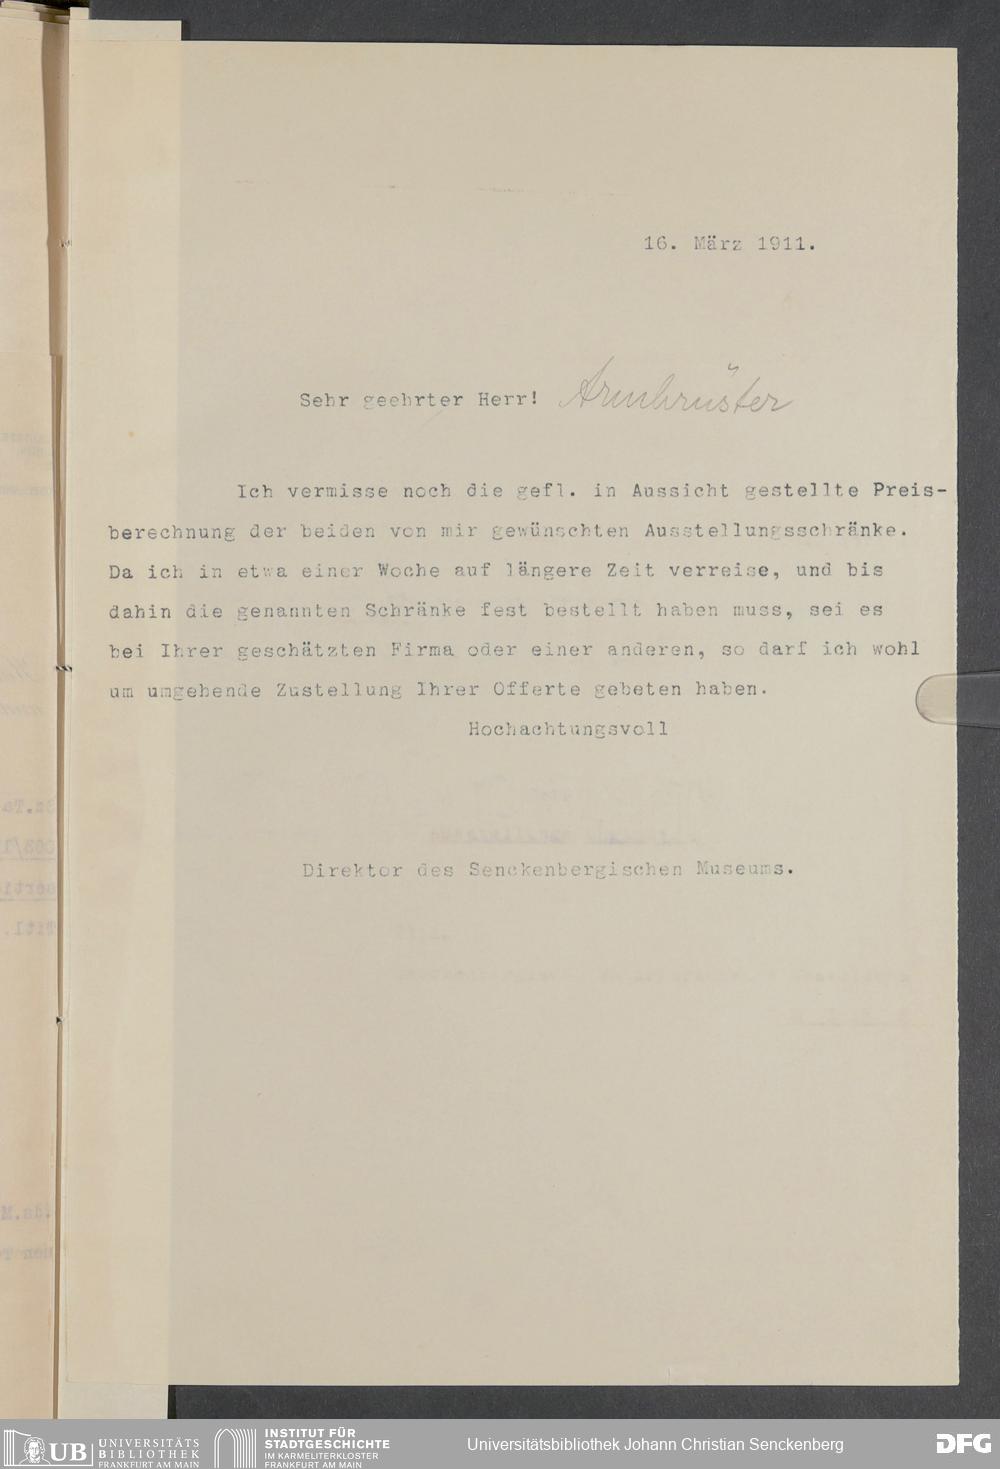 16. März 1911.
Sehr geehrter Herr! Armbrüster
Ich vermisse noch die gefl. in Aussicht gestellte Preis-
berechnung der beiden von mir gewünschten Ausstellungsschränke.
Da ich in etwa einer Woche auf längere Zeit verreise, und bis
dahin die genannten Schränke fest bestellt haben muss, sei es
bei Ihrer geschätzten Firma oder einer anderen, so darf ich wohl
um umgehende Zustellung Ihrer Offerte gebeten haben.
Hochachtungsvoll
Direktor des Senckenbergischen Museums.
UB UNIVERSITÄTS
BIBLIOTHEK
FRANKFURT AM MAIN
INSTITUT FÜR
STADTGESCHICHTE
IM KARMELITERKLOSTER
FRANKFURT AM MAIN
Universitätsbibliothek Johann Christian Senckenberg
DFG